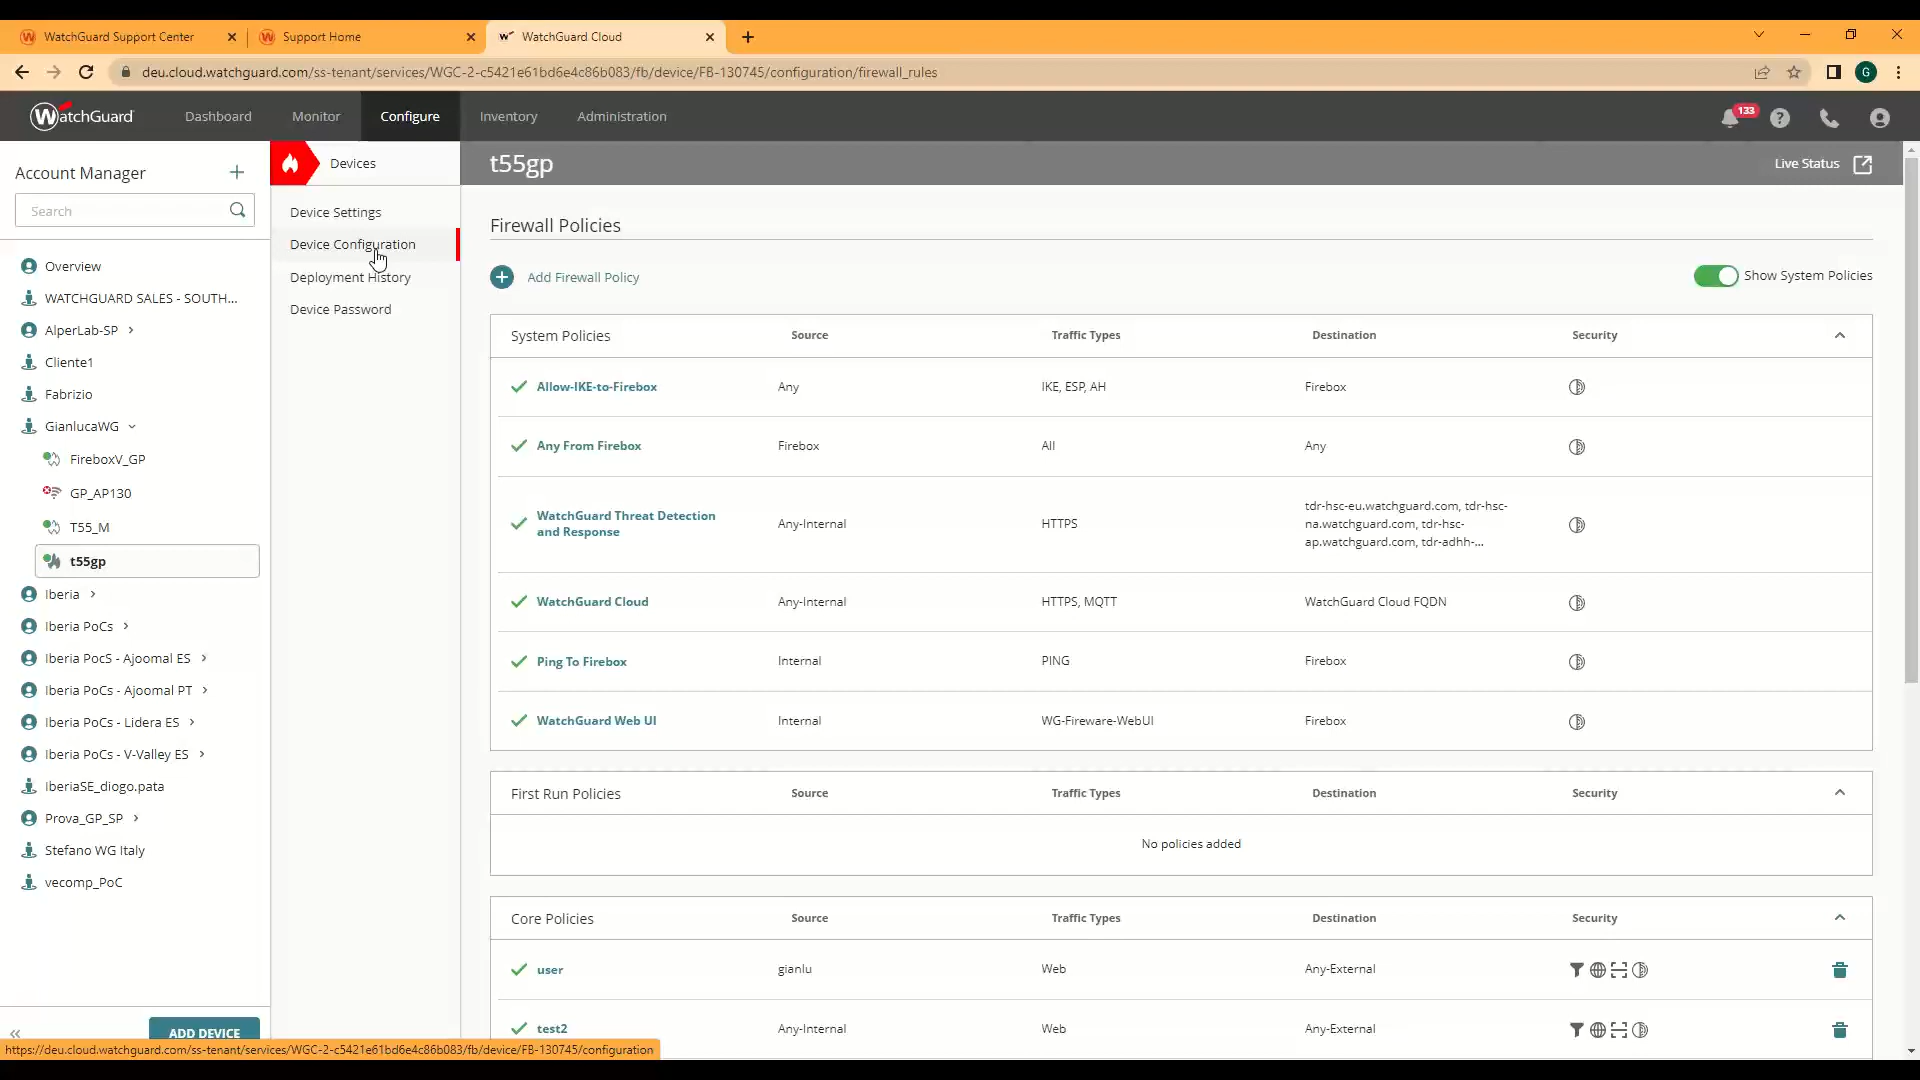 WatchGuard Support Center
Support Home
WatchGuard Cloud
deu.cloud.watchguard.com/ss-tenant/services/WGC-2-c5421e61bd6e4c86b083/fb/device/FB-130745/configuration/firewall_rules
G
WatchGuard
Dashboard
Monitor
Configure
Inventory
Administration
133
Account Manager
Search
Overview
WATCHGUARD SALES - SOUTH...
AlperLab-SP
Cliente1
Fabrizio
GianlucaWG
FireboxV_GP
GP_AP130
T55_M
t55gp
Iberia
Iberia PoCs
Iberia PocS - Ajoomal ES
Iberia PoCs - Ajoomal PT
Iberia PoCs - Lidera ES
Iberia PoCs - V-Valley ES
IberiaSE_diogo.pata
Prova_GP_SP
Stefano WG Italy
vecomp_PoC
ADD DEVICE
Devices
Device Settings
Device Configuration
Deployment History
Device Password
t55gp
Live Status
Firewall Policies
Add Firewall Policy
Show System Policies
System Policies Source Traffic Types Destination Security
Allow-IKE-to-Firebox Any IKE, ESP, AH Firebox
Any From Firebox Firebox All Any
WatchGuard Threat Detection
and Response
Any-Internal HTTPS
tdr-hsc-eu.watchguard.com, tdr-hsc-
na.watchguard.com, tdr-hsc-
ap.watchguard.com, tdr-adhh-...
WatchGuard Cloud Any-Internal HTTPS, MQTT WatchGuard Cloud FQDN
Ping To Firebox Internal PING Firebox
WatchGuard Web UI Internal WG-Fireware-WebUI Firebox
First Run Policies Source Traffic Types Destination Security
No policies added
Core Policies Source Traffic Types Destination Security
user gianlu Web Any-External
test2 Any-Internal Web Any-External
https://deu.cloud.watchguard.com/ss-tenant/services/WGC-2-c5421e61bd6e4c86b083/fb/device/FB-130745/configuration